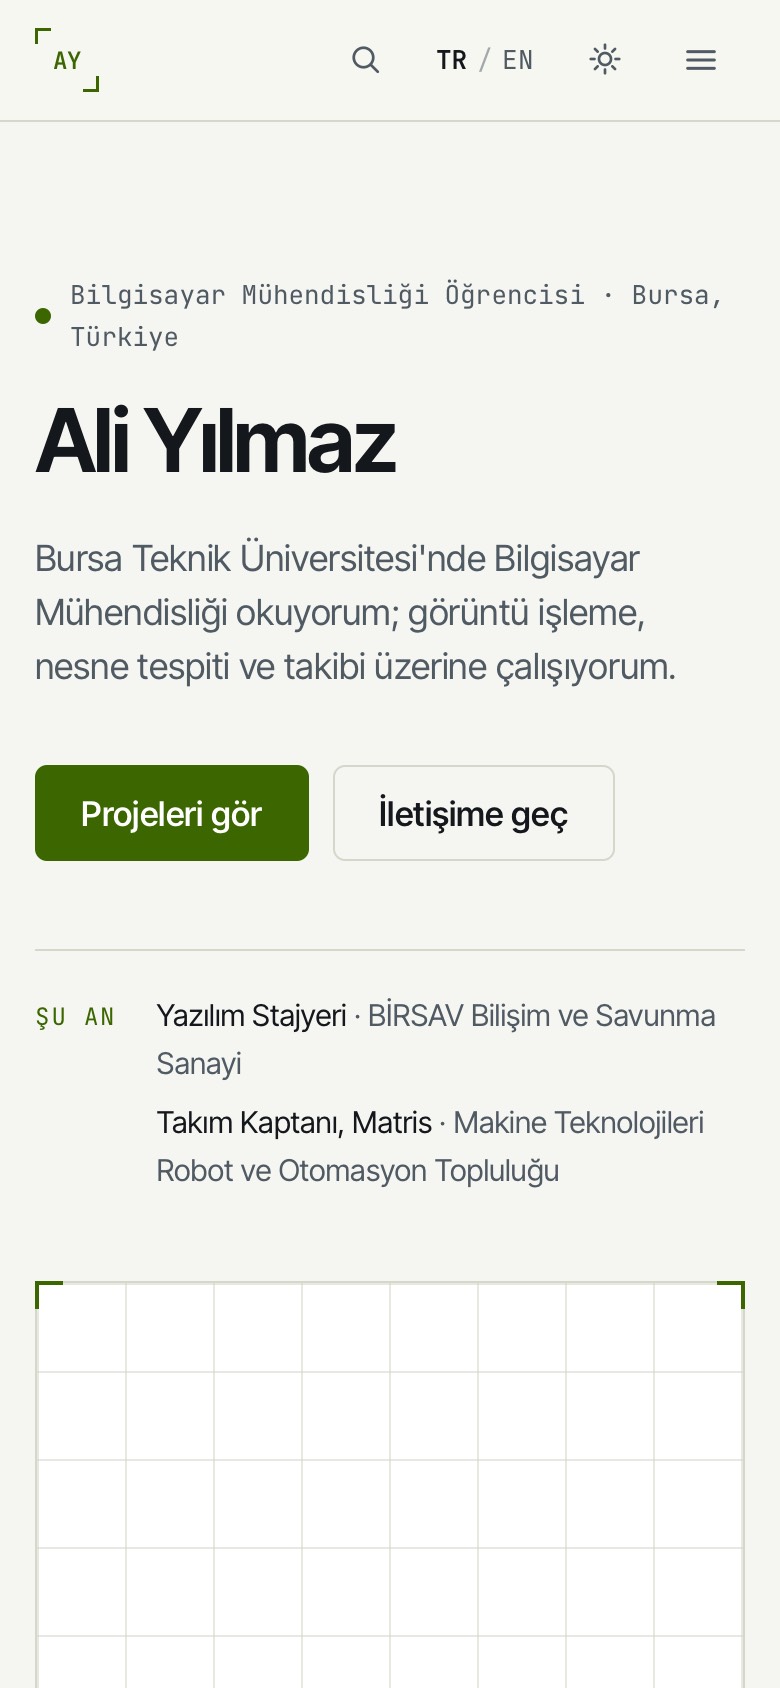 AY
TR / EN
Bilgisayar Mühendisliği Öğrencisi · Bursa,
Türkiye
Ali Yılmaz
Bursa Teknik Üniversitesi'nde Bilgisayar
Mühendisliği okuyorum; görüntü işleme,
nesne tespiti ve takibi üzerine çalışıyorum.
Projeleri gör
İletişime geç
ŞU AN
Yazılım Stajyeri · BİRSAV Bilişim ve Savunma
Sanayi
Takım Kaptanı, Matris · Makine Teknolojileri
Robot ve Otomasyon Topluluğu